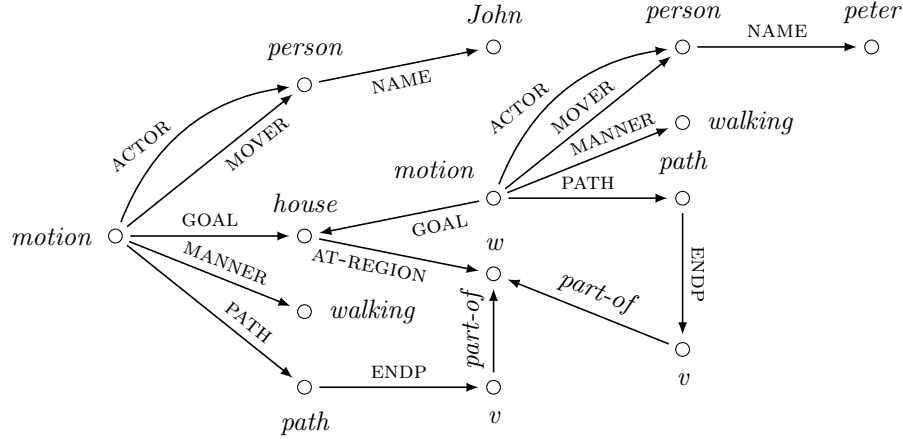 John
person
peter
person
NAME
NAME
ACTOR
MOVER
ACTOR
MOVER
MANNER
walking
path
motion
PATH
house
GOAL
GOAL
w
motion
AT-REGION
ENDP
MANNER
part-of
walking
PATH
part-of
ENDP
v
path
v